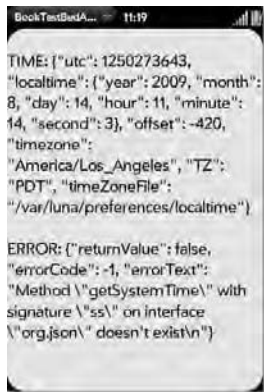 BookTestBadA... 11:19
TIME: {"utc": 1250273643,
"localtime": {"year": 2009, "month":
8, "day": 14, "hour": 11, "minute":
14, "second": 3}, "offset": -420,
"timezone":
"America/Los_Angeles", "TZ":
"PDT", "timeZoneFile":
"/var/luna/preferences/localtime"}
ERROR: {"returnValue": false,
"errorCode": -1, "errorText":
"Method \"getSystemTime\" with
signature \"ss\" on interface
\"org.json\" doesn't exist\n"}